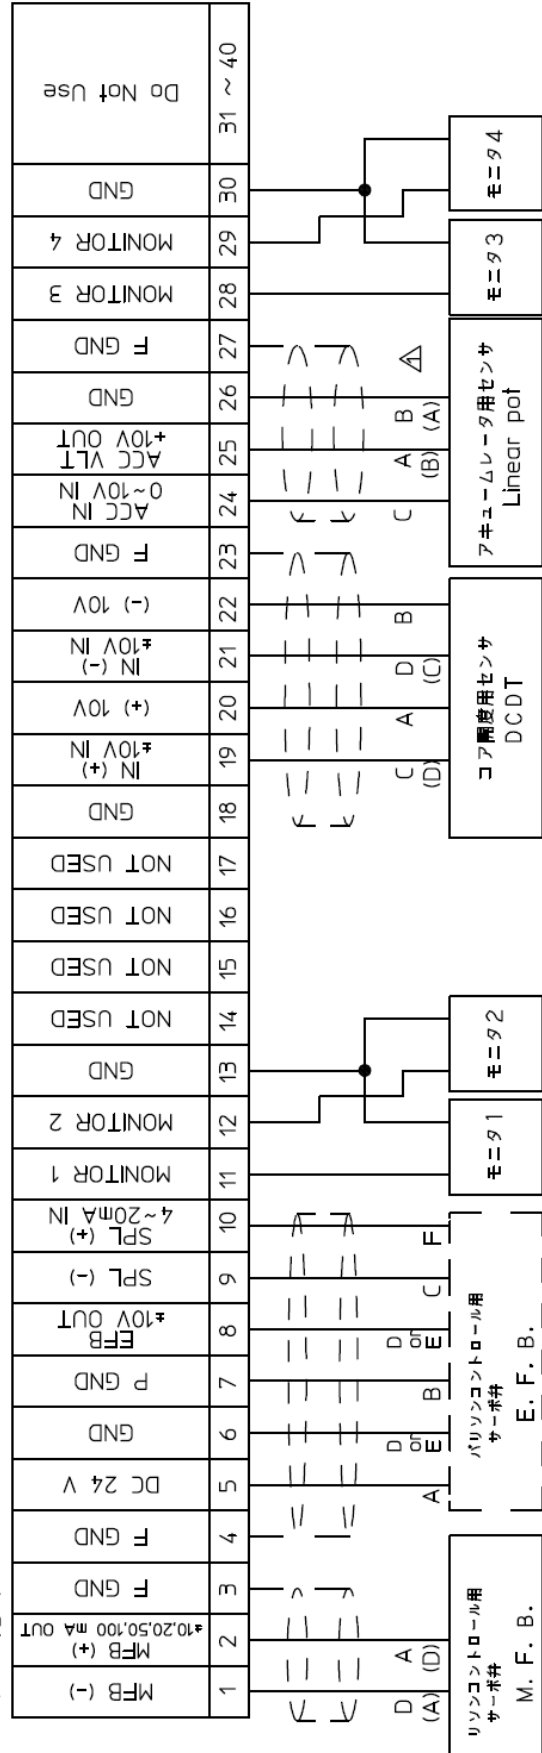 Do Not Use
31 ~ 40
GND
30
MONITOR 4
29
MONITOR 3
28
F GND
27
GND
26
ACC VLT
+10V OUT
25
ACC IN
0~10V IN
24
F GND
23
(-) 10V
22
IN (-)
±10V IN
21
(+) 10V
20
IN (+)
±10V IN
19
GND
18
NOT USED
17
NOT USED
16
NOT USED
15
NOT USED
14
GND
13
MONITOR 2
12
MONITOR 1
11
SPL (+)
4~20mA IN
10
SPL (-)
9
EFB
±10V OUT
8
P GND
7
GND
6
DC 24 V
5
F GND
4
F GND
3
MFB (+)
±10,20,50,100 mA OUT
2
MFB (-)
1
モニタ4
モニタ3
1
B
(A)
A
(B)
C
アキュームレータ用センサ
Linear pot
B
D
(C)
A
C
(D)
コア開度用センサ
DCDT
モニタ2
モニタ1
F
C
D
or
E
B
D
or
E
A
パリソンコントロール用
サーボ弁
E. F. B.
A
(D)
D
(A)
リソンコントロール用
サーボ弁
M. F. B.